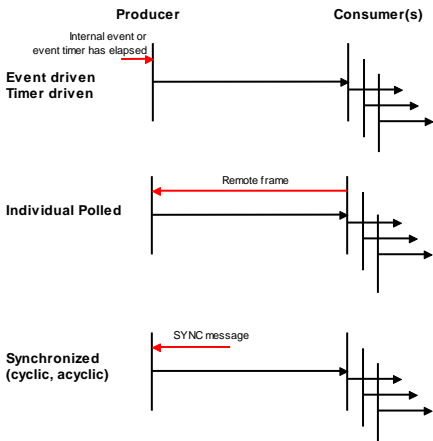 Producer
Consumer(s)
Internal event or
event timer has elapsed
Event driven
Timer driven
Remote frame
Individual Polled
SYNC message
Synchronized
(cyclic, acyclic)